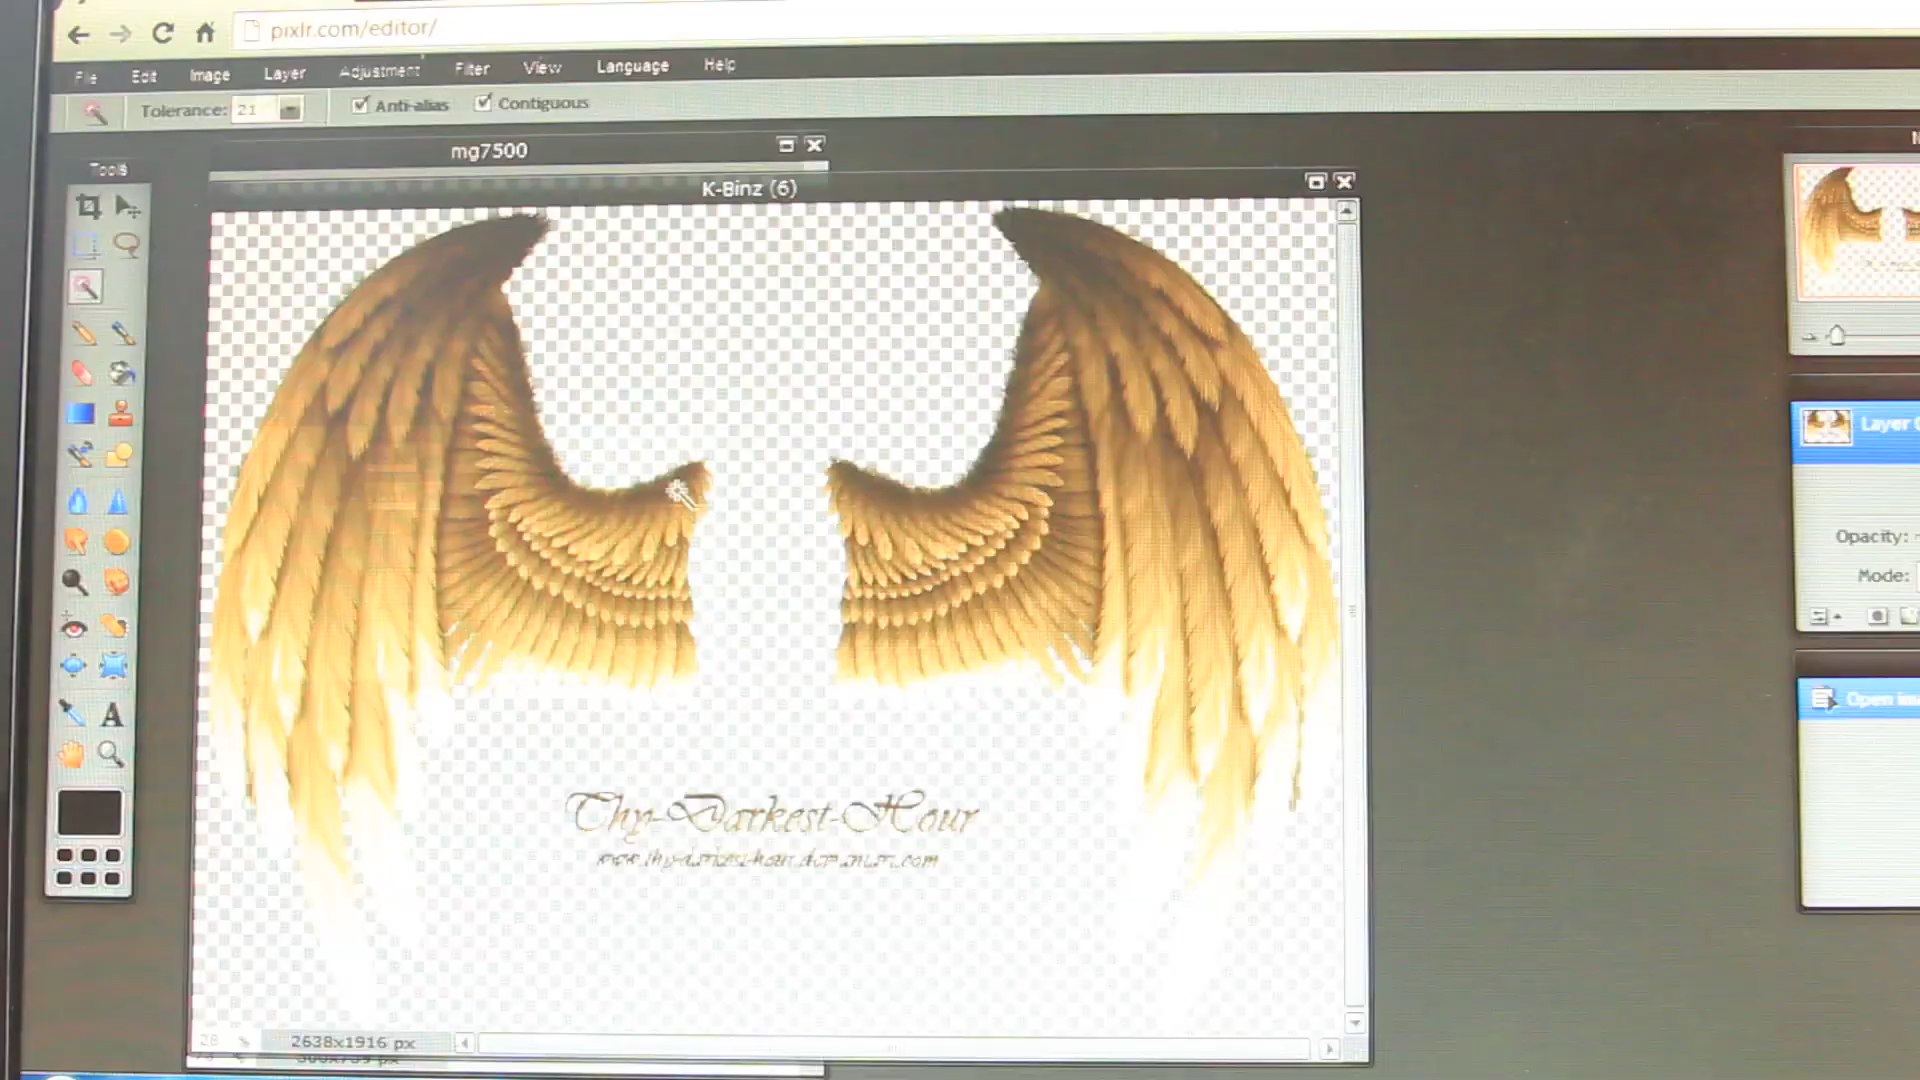 pixlr.com/editor/
File Edit Image Layer Adjustment Filter View Language Help
Tolerance: 21 Anti-alias Contiguous
mg7500
Tools
K-Binz (6)
Layer
Opacity:
Mode:
Open
Thy-Darkest-Hour
28 2638x1916 px